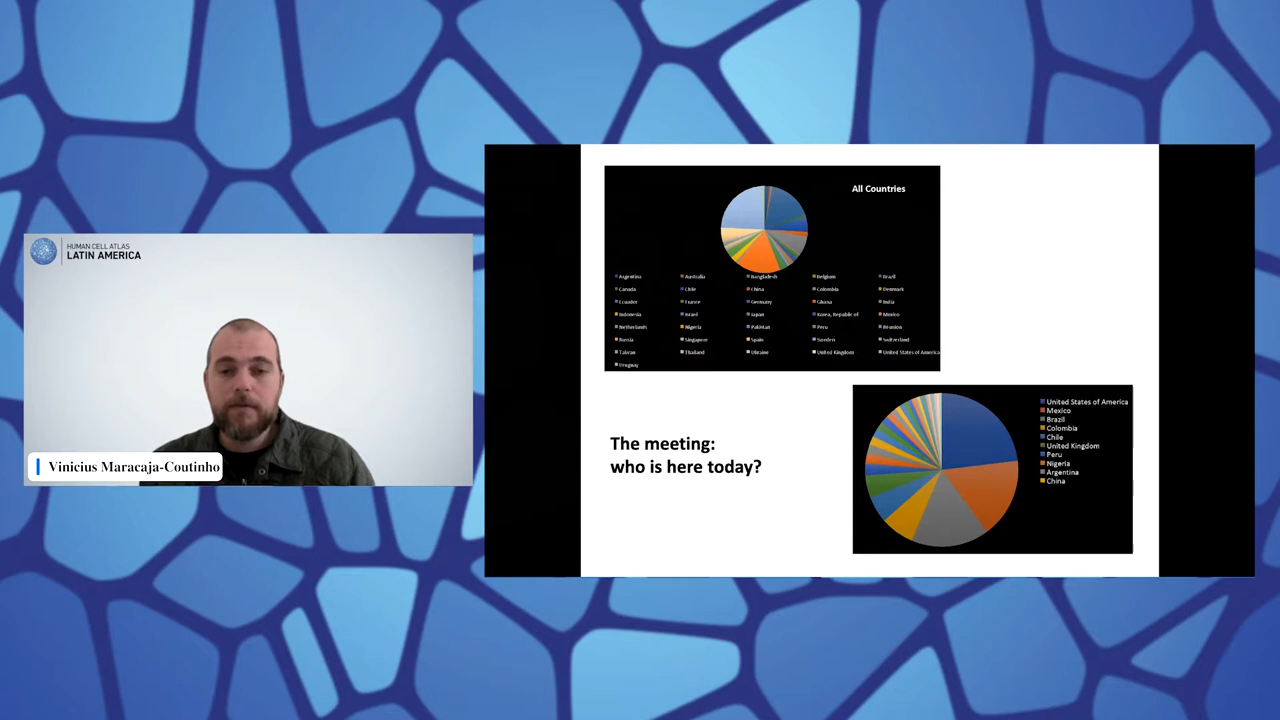 HUMAN CELL ATLAS
LATIN AMERICA
Vinicius Maracaja-Coutinho
All Countries
Argentina Australia Bangladesh Belgium Brazil
Canada Chile China Colombia Denmark
Ecuador France Germany Ghana India
Indonesia Israel Japan Korea, Republic of Mexico
Netherlands Nigeria Pakistan Peru Réunion
Russia Singapore Spain Sweden Switzerland
Taiwan Thailand Ukraine United Kingdom United States of America
Uruguay
The meeting:
who is here today?
United States of America
Mexico
Brazil
Colombia
Chile
United Kingdom
Peru
Nigeria
Argentina
China